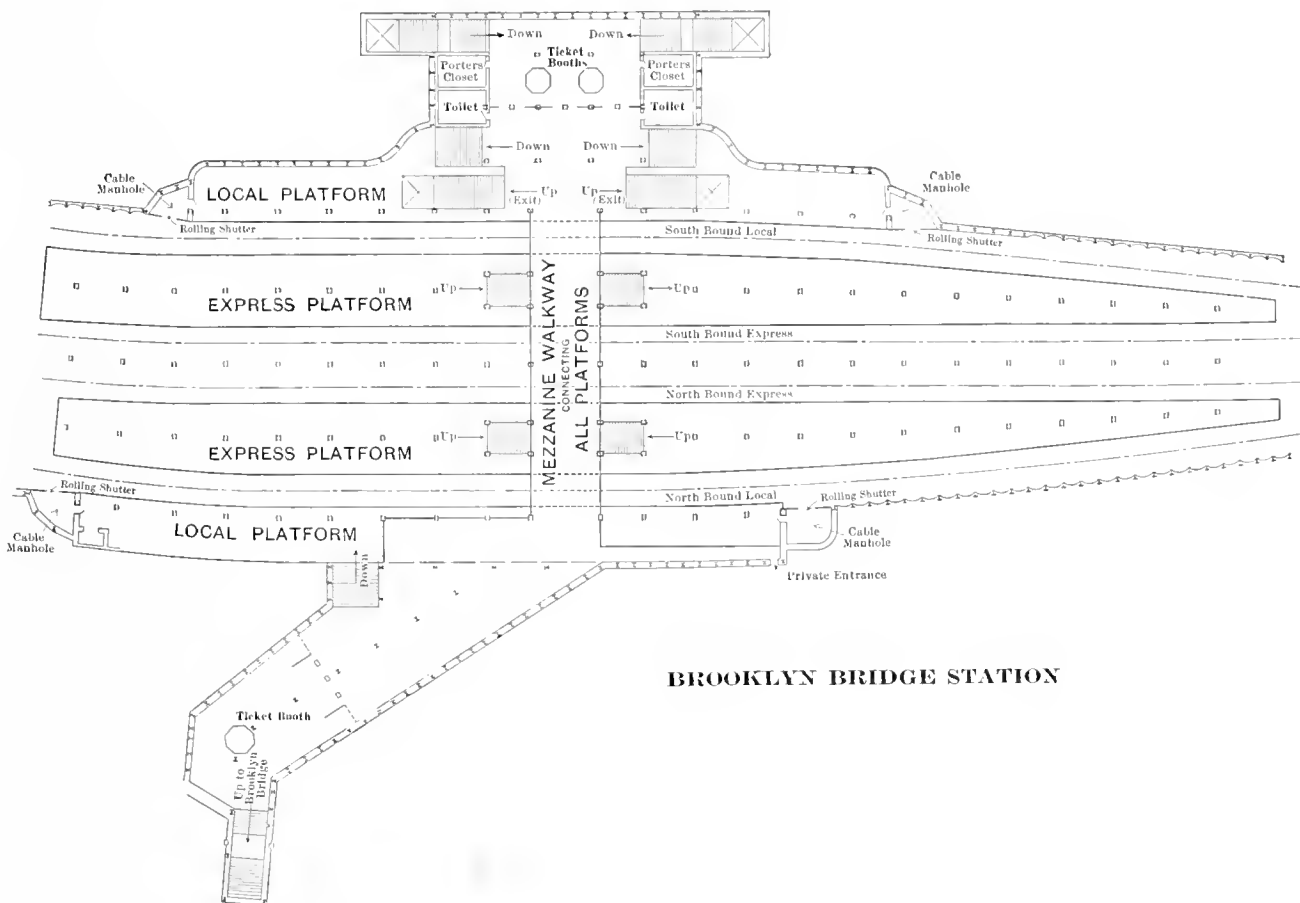 Down
Down
Ticket
Booths
Porters
Closet
Porters
Closet
Toilet
Toilet
Down
Down
Cable
Manhole
LOCAL PLATFORM
Up
(Exit)
Up
(Exit)
Cable
Manhole
Rolling Shutter
South Bound Local
Rolling Shutter
EXPRESS PLATFORM
Up
Up
MEZZANINE WALKWAY
CONNECTING
ALL PLATFORMS
South Bound Express
North Bound Express
EXPRESS PLATFORM
Up
Up
Rolling Shutter
North Bound Local
Rolling Shutter
Cable
Manhole
LOCAL PLATFORM
Cable
Manhole
Down
Private Entrance
BROOKLYN BRIDGE STATION
Ticket Booth
Up to
Brooklyn
Bridge